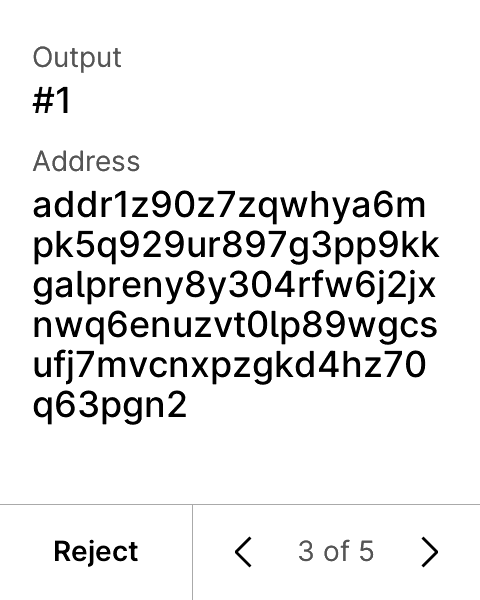 Output
#1
Address
addr1z90z7zqwhya6m
pk5q929ur897g3pp9kk
galpreny8y304rfw6j2jx
nwq6enuzvt0lp89wgcs
ufj7mvcnxpzgkd4hz70
q63pgn2
Reject
3 of 5